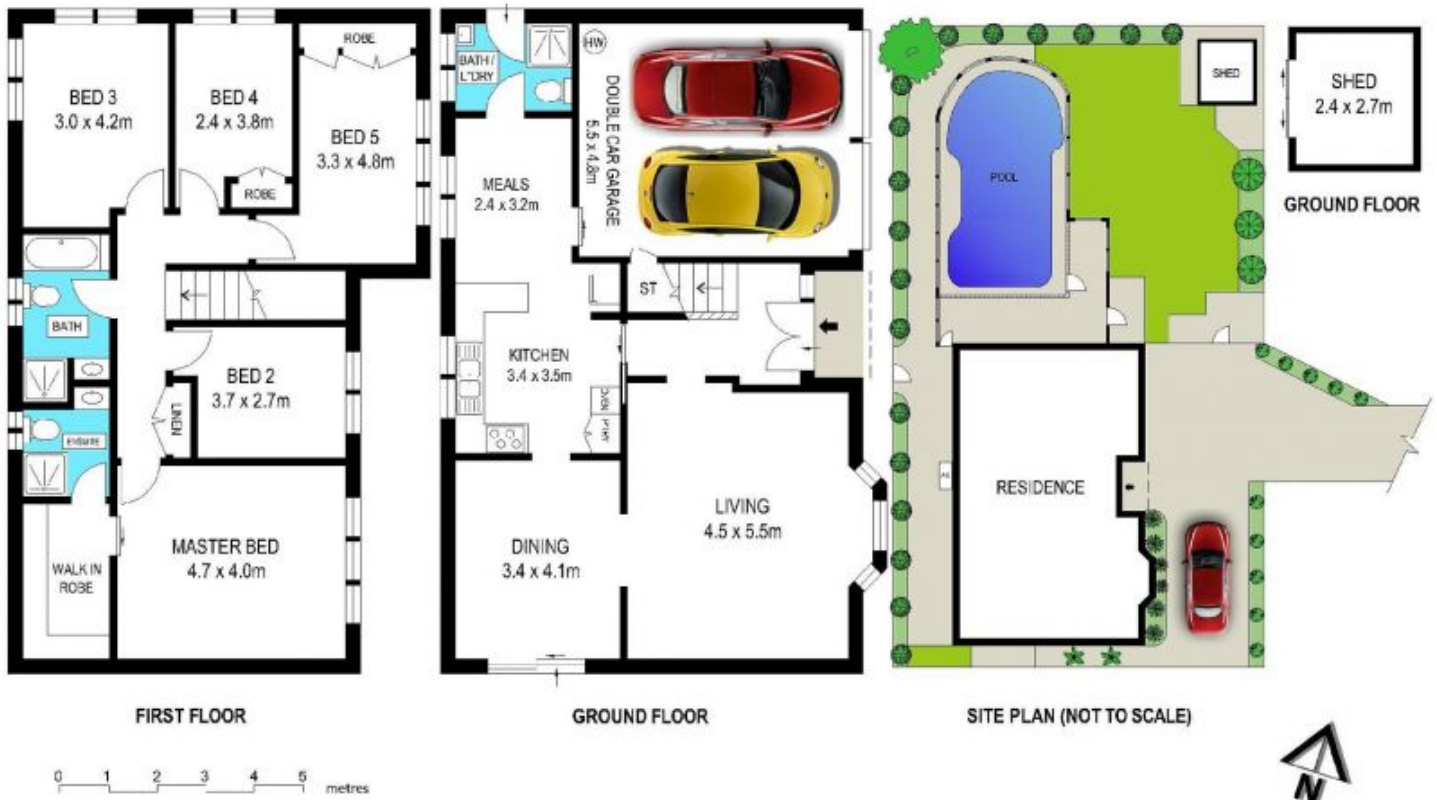 ROBE
BED 3
3.0 x 4.2m
BED 4
2.4 x 3.8m
BED 5
3.3 x 4.8m
ROBE
BATH
BED 2
3.7 x 2.7m
LINEN
ENSUITE
MASTER BED
4.7 x 4.0m
WALK IN
ROBE
FIRST FLOOR
0 1 2 3 4 5 metres
BATH /
L'DRY
HW
DOUBLE CAR GARAGE
5.5 x 4.8m
MEALS
2.4 x 3.2m
ST
KITCHEN
3.4 x 3.5m
OVEN
P'TRY
LIVING
4.5 x 5.5m
DINING
3.4 x 4.1m
GROUND FLOOR
SHED
POOL
RESIDENCE
SITE PLAN (NOT TO SCALE)
SHED
2.4 x 2.7m
GROUND FLOOR
N